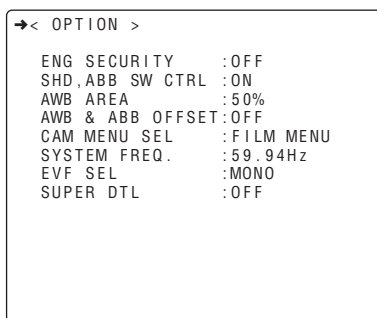 ➔< OPTION >
ENG SECURITY :OFF
SHD,ABB SW CTRL :ON
AWB AREA :50%
AWB & ABB OFFSET:OFF
CAM MENU SEL :FILM MENU
SYSTEM FREQ. :59.94Hz
EVF SEL :MONO
SUPER DTL :OFF